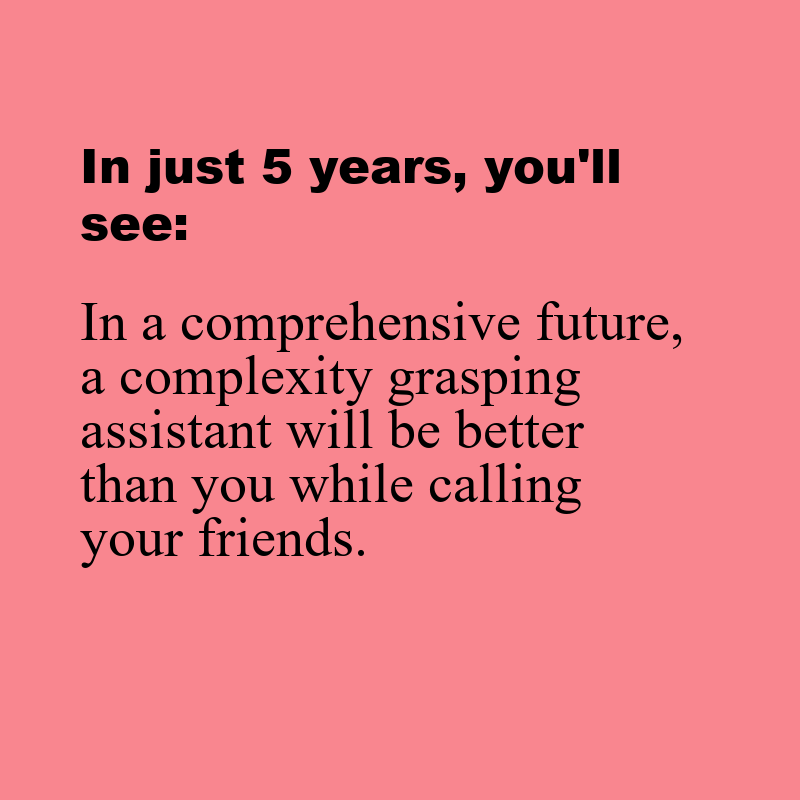 In just 5 years, you'll
see:
In a comprehensive future,
a complexity grasping
assistant will be better
than you while calling
your friends.